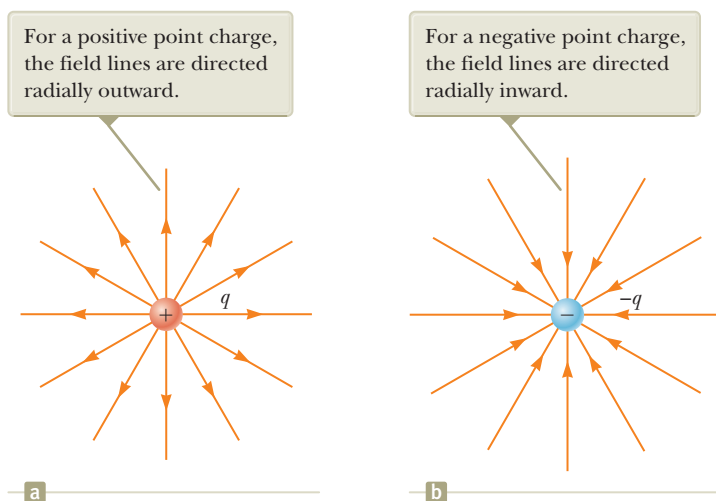 For a positive point charge,
the field lines are directed
radially outward.
For a negative point charge,
the field lines are directed
radially inward.
+
q
−
−q
a
b